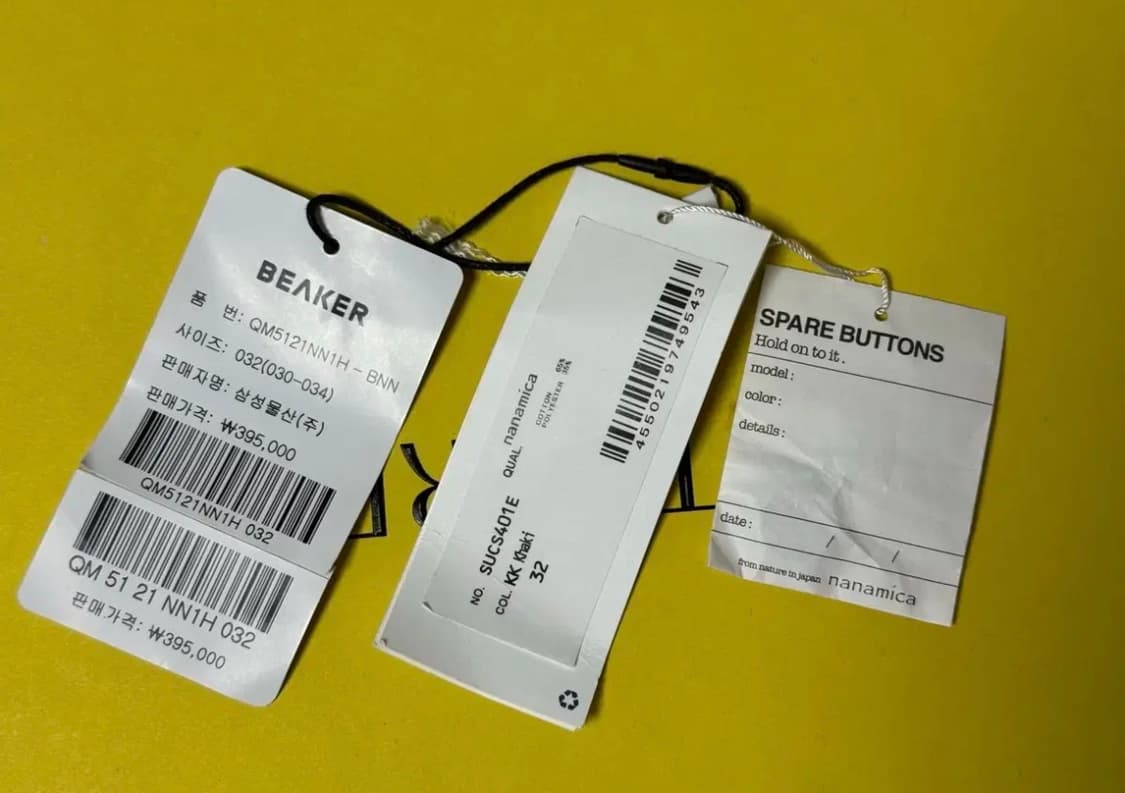 BEAKER
품 번: QM5121NN1H - BNN
사이즈: 032(030-034)
판매자명: 삼성물산(주)
판매가격: ₩395,000
QM5121NN1H 032
QM 51 21 NN1H 032
판매가격: ₩395,000
4550219749543
NO. SUCS401E QUAL nanamica
COTTON 65%
POLYESTER 35%
COL. KK Khaki
32
SPARE BUTTONS
Hold on to it.
model:
color:
details:
date: / /
from nature in japan nanamica